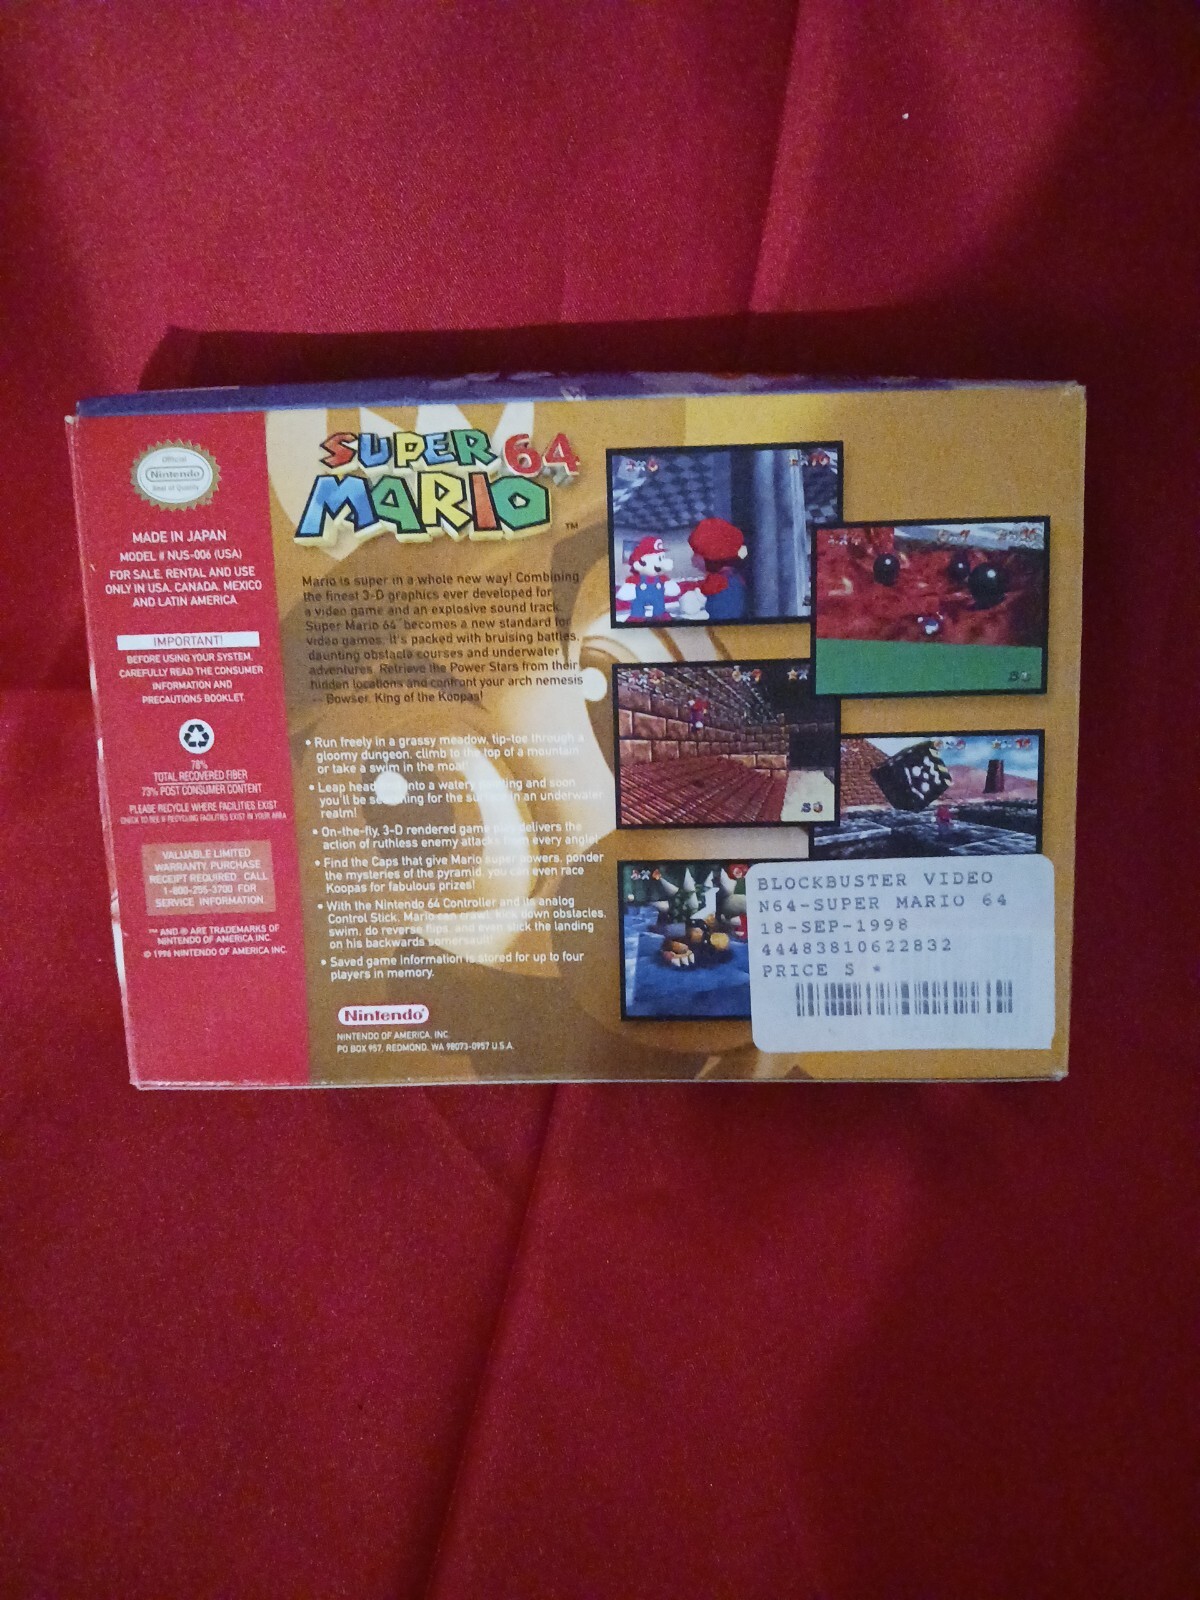 Official
Nintendo
Seal of Quality
MADE IN JAPAN
MODEL # NUS-006 (USA)
FOR SALE, RENTAL AND USE
ONLY IN USA, CANADA, MEXICO
AND LATIN AMERICA
IMPORTANT!
BEFORE USING YOUR SYSTEM,
CAREFULLY READ THE CONSUMER
INFORMATION AND
PRECAUTIONS BOOKLET.
78%
TOTAL RECOVERED FIBER
73% POST CONSUMER CONTENT
PLEASE RECYCLE WHERE FACILITIES EXIST
CHECK TO SEE IF RECYCLING FACILITIES EXIST IN YOUR AREA
VALUABLE LIMITED
WARRANTY. PURCHASE
RECEIPT REQUIRED. CALL
1-800-255-3700 FOR
SERVICE INFORMATION.
™ AND ® ARE TRADEMARKS OF
NINTENDO OF AMERICA INC.
© 1996 NINTENDO OF AMERICA INC.
SUPER 64
MARIO ™
Mario is super in a whole new way! Combining
the finest 3-D graphics ever developed for
a video game and an explosive sound track,
Super Mario 64 becomes a new standard for
video games. It's packed with bruising battles,
daunting obstacle courses and underwater
adventures. Retrieve the Power Stars from their
hidden locations and confront your arch nemesis
-- Bowser, King of the Koopas!
• Run freely in a grassy meadow, tip-toe through a
gloomy dungeon, climb to the top of a mountain
or take a swim in the moat!
• Leap into a watery and soon
you'll be for the in an underwater
realm!
• On-the-fly, 3-D rendered game delivers the
action of ruthless enemy attacks every angle!
• Find the Caps that give Mario super powers, ponder
the mysteries of the pyramid, you can even race
Koopas for fabulous prizes!
• With the Nintendo 64 Controller and its analog
Control Stick, Mario can crawl, kick down obstacles,
swim, do reverse flips, and even stick the landing
on his backwards somersault!
• Saved game information is stored for up to four
players in memory.
Nintendo
NINTENDO OF AMERICA, INC.
PO BOX 957, REDMOND, WA 98073-0957 U.S.A.
BLOCKBUSTER VIDEO
N64-SUPER MARIO 64
18-SEP-1998
44483810622832
PRICE $ *